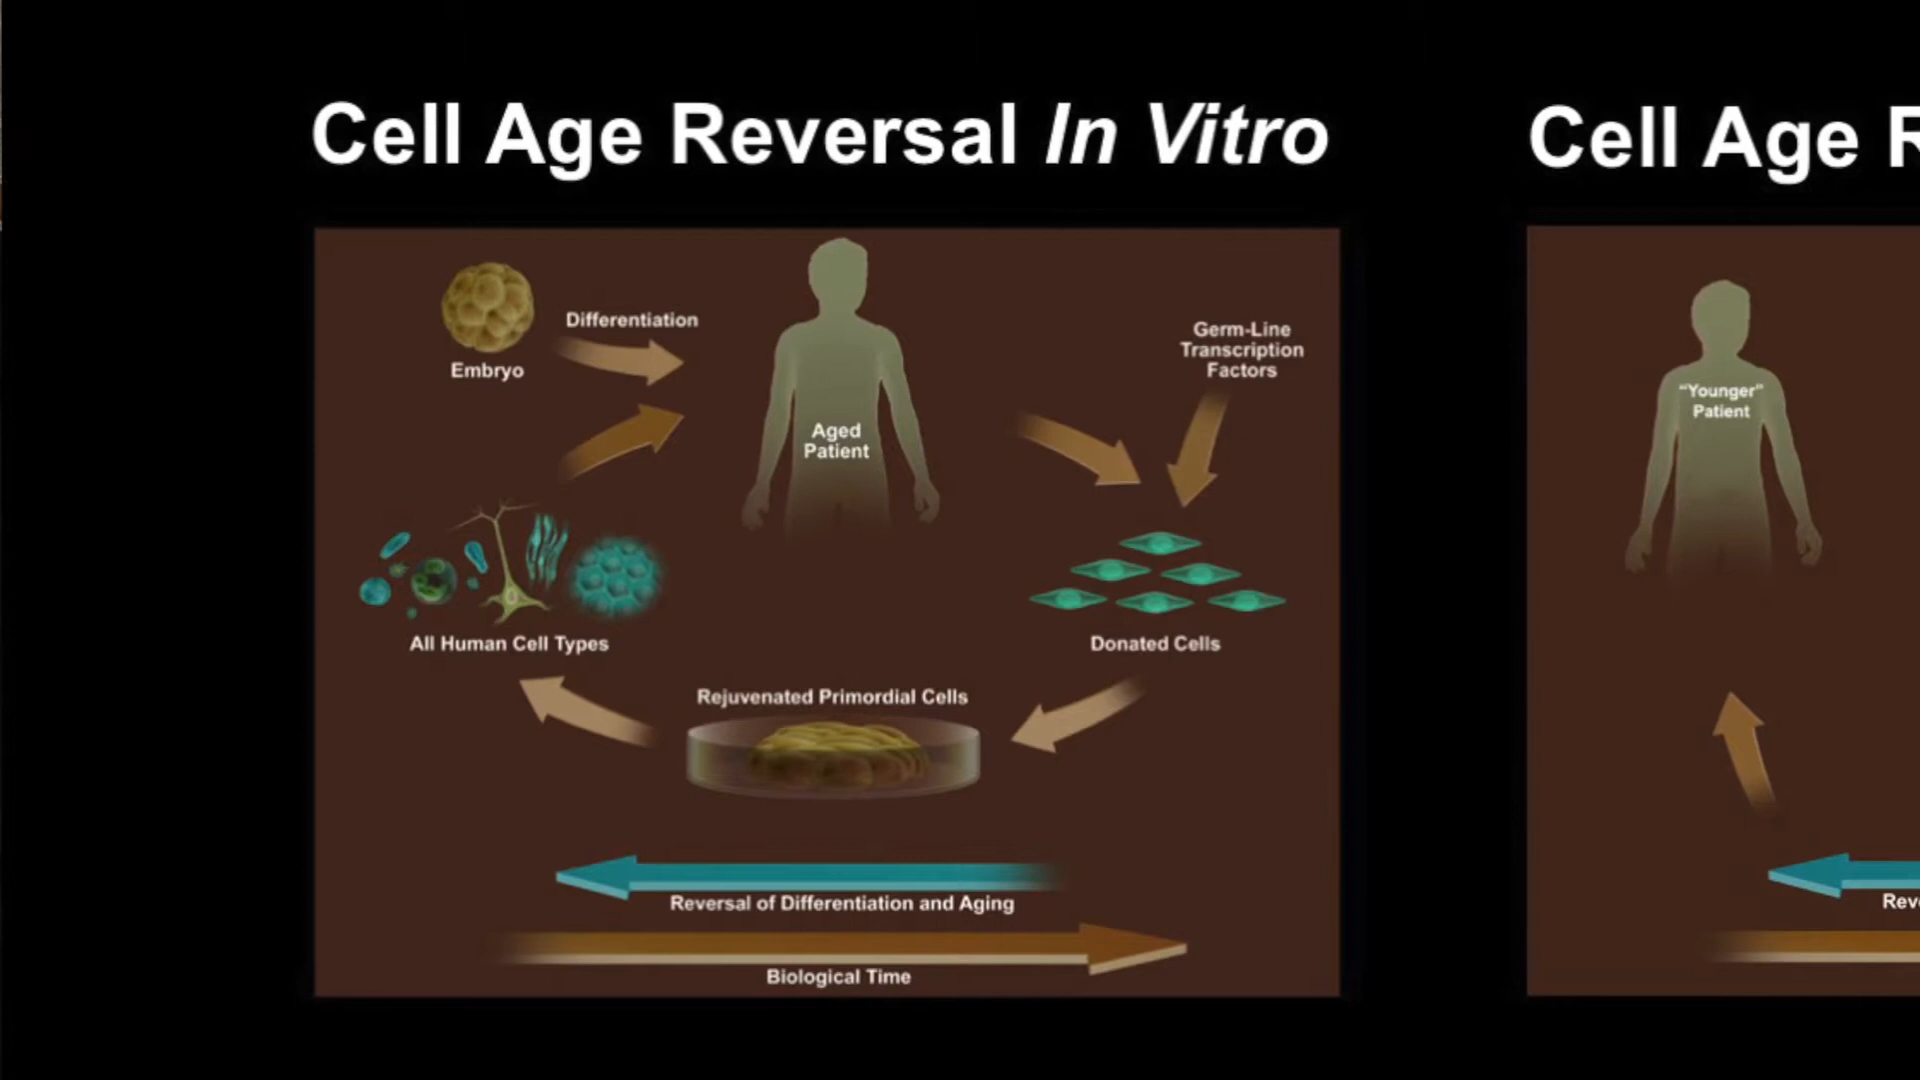 Cell Age Reversal In Vitro
Differentiation
Embryo
Aged
Patient
Germ-Line
Transcription
Factors
All Human Cell Types
Donated Cells
Rejuvenated Primordial Cells
Reversal of Differentiation and Aging
Biological Time
Cell Age
"Younger"
Patient